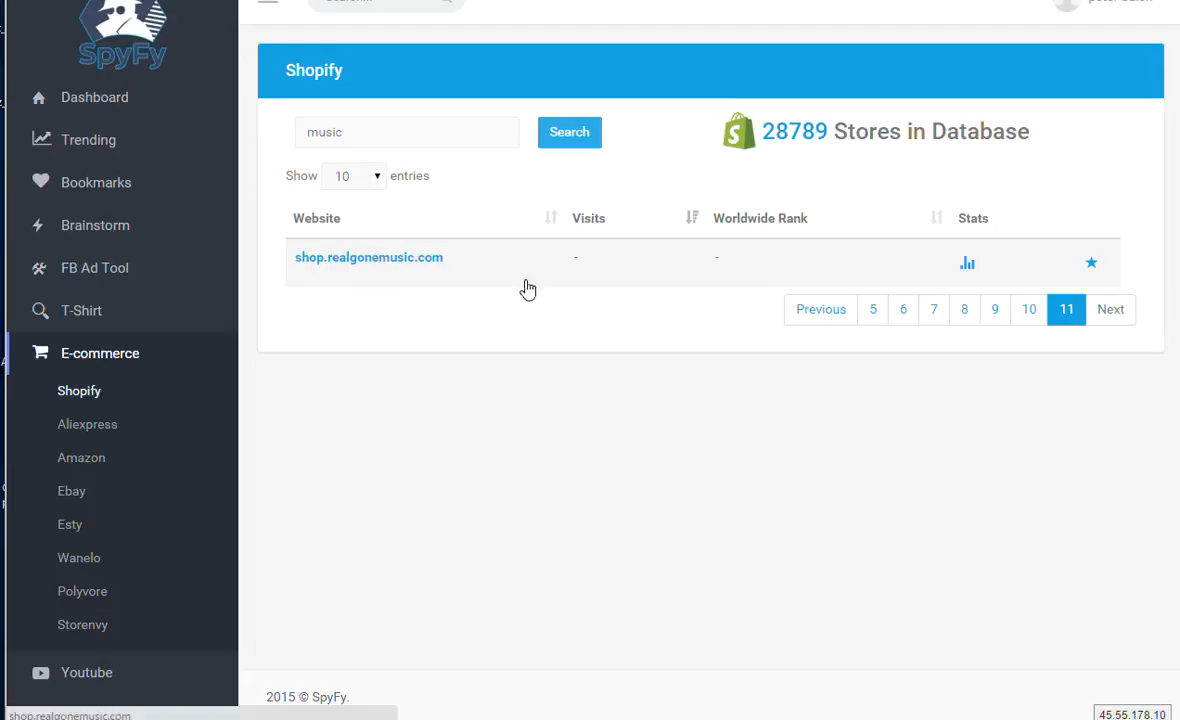 SpyFy
Dashboard
Trending
Bookmarks
Brainstorm
FB Ad Tool
T-Shirt
E-commerce
Shopify
Aliexpress
Amazon
Ebay
Esty
Wanelo
Polyvore
Storenvy
Youtube
shop.realgonemusic.com
Shopify
music Search
28789 Stores in Database
Show 10 entries
Website Visits Worldwide Rank Stats
shop.realgonemusic.com - -
Previous 5 6 7 8 9 10 11 Next
2015 © SpyFy.
45.55.178.10